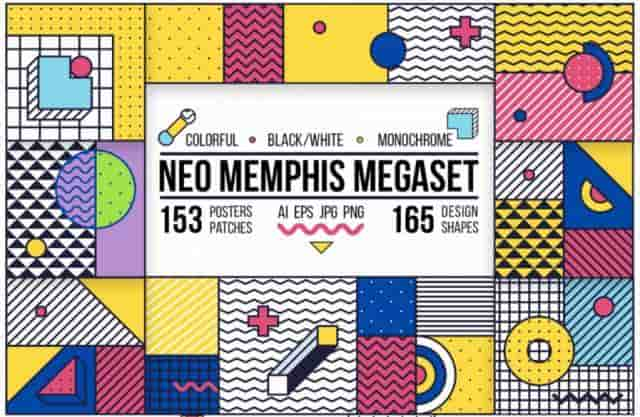 COLORFUL • BLACK/WHITE • MONOCHROME
NEO MEMPHIS MEGASET
153 POSTERS PATCHES
AI EPS JPG PNG
165 DESIGN SHAPES